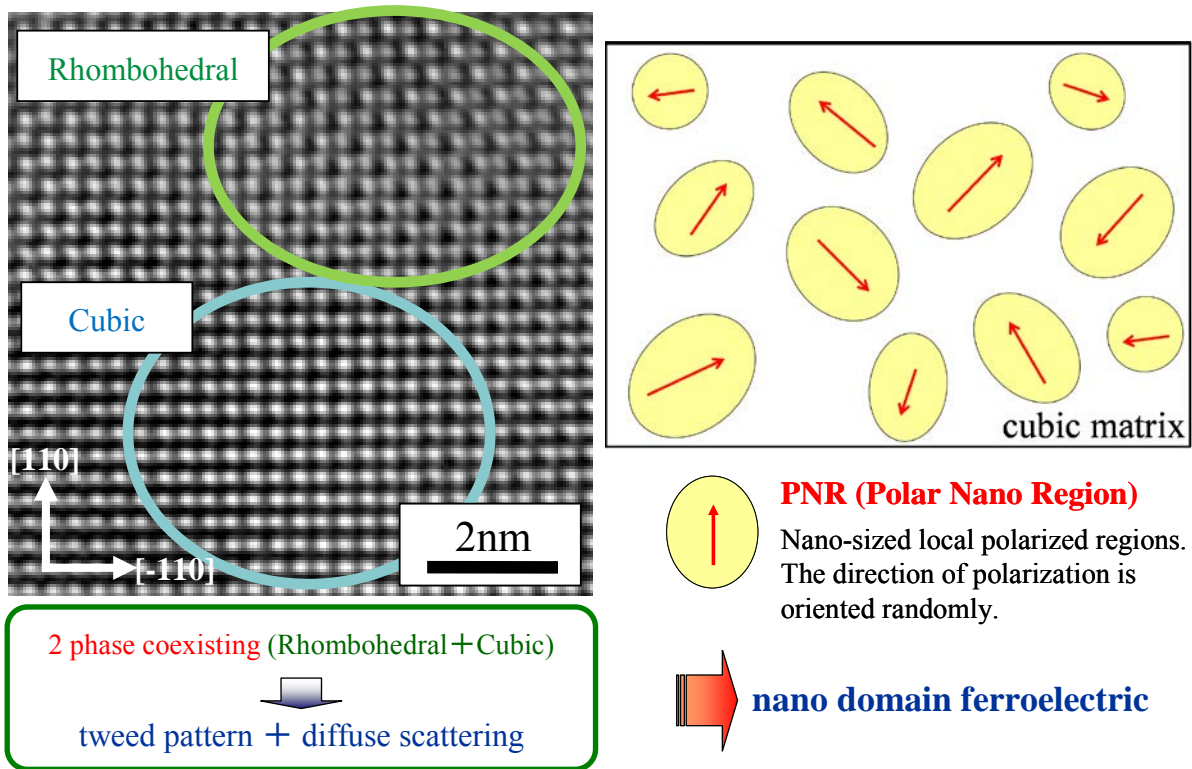 Rhombohedral
Cubic
[110]
[-110]
2nm
2 phase coexisting (Rhombohedral＋Cubic)
tweed pattern ＋ diffuse scattering
cubic matrix
PNR (Polar Nano Region)
Nano-sized local polarized regions.
The direction of polarization is
oriented randomly.
nano domain ferroelectric